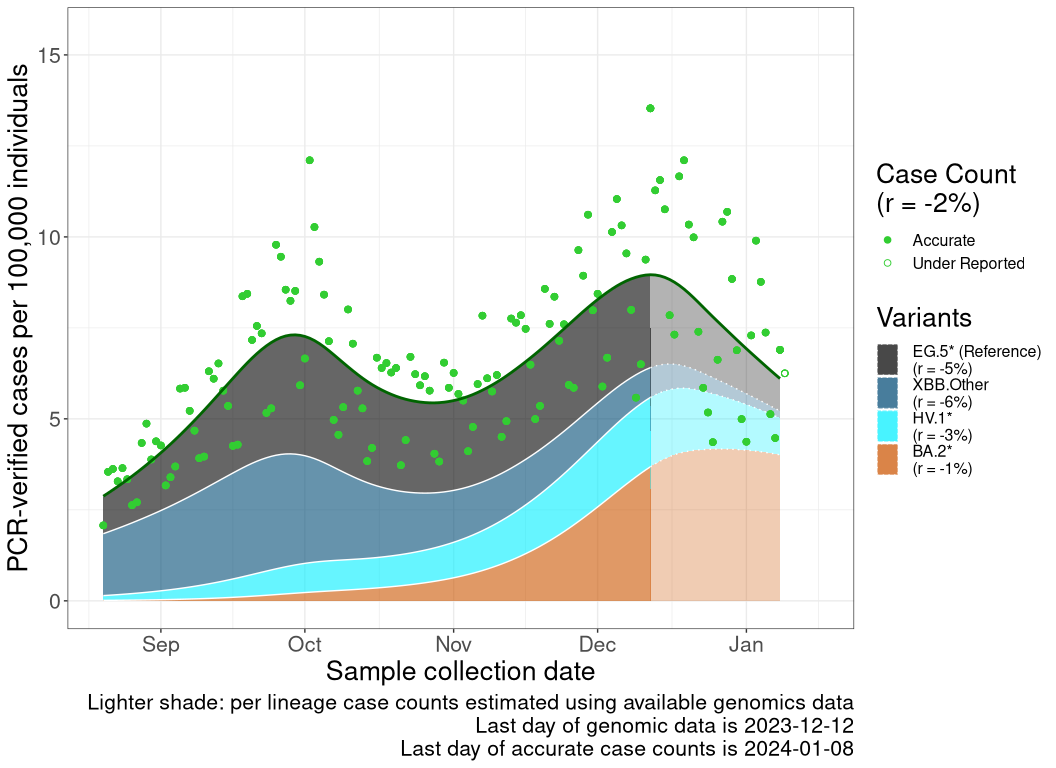 PCR-verified cases per 100,000 individuals
15
10
5
0
Sep
Oct
Nov
Dec
Jan
Sample collection date
Lighter shade: per lineage case counts estimated using available genomics data
Last day of genomic data is 2023-12-12
Last day of accurate case counts is 2024-01-08
Case Count
(r = -2%)
Accurate
Under Reported
Variants
EG.5* (Reference)
(r = -5%)
XBB.Other
(r = -6%)
HV.1*
(r = -3%)
BA.2*
(r = -1%)